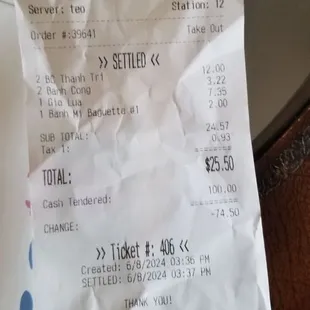 Server: teo Station: 12
Order #:39641 Take Out
>> SETTLED <<
2 BC Thanh Tri 12.00
2 Banh Cong 3.22
1 Gio Lua 7.35
1 Banh Mi Baguette #1 2.00
SUB TOTAL: 24.57
Tax 1: 0.93
TOTAL: $25.50
Cash Tendered: 100.00
CHANGE: -74.50
>> Ticket #: 406 <<
Created: 6/8/2024 03:36 PM
SETTLED: 6/8/2024 03:37 PM
THANK YOU!